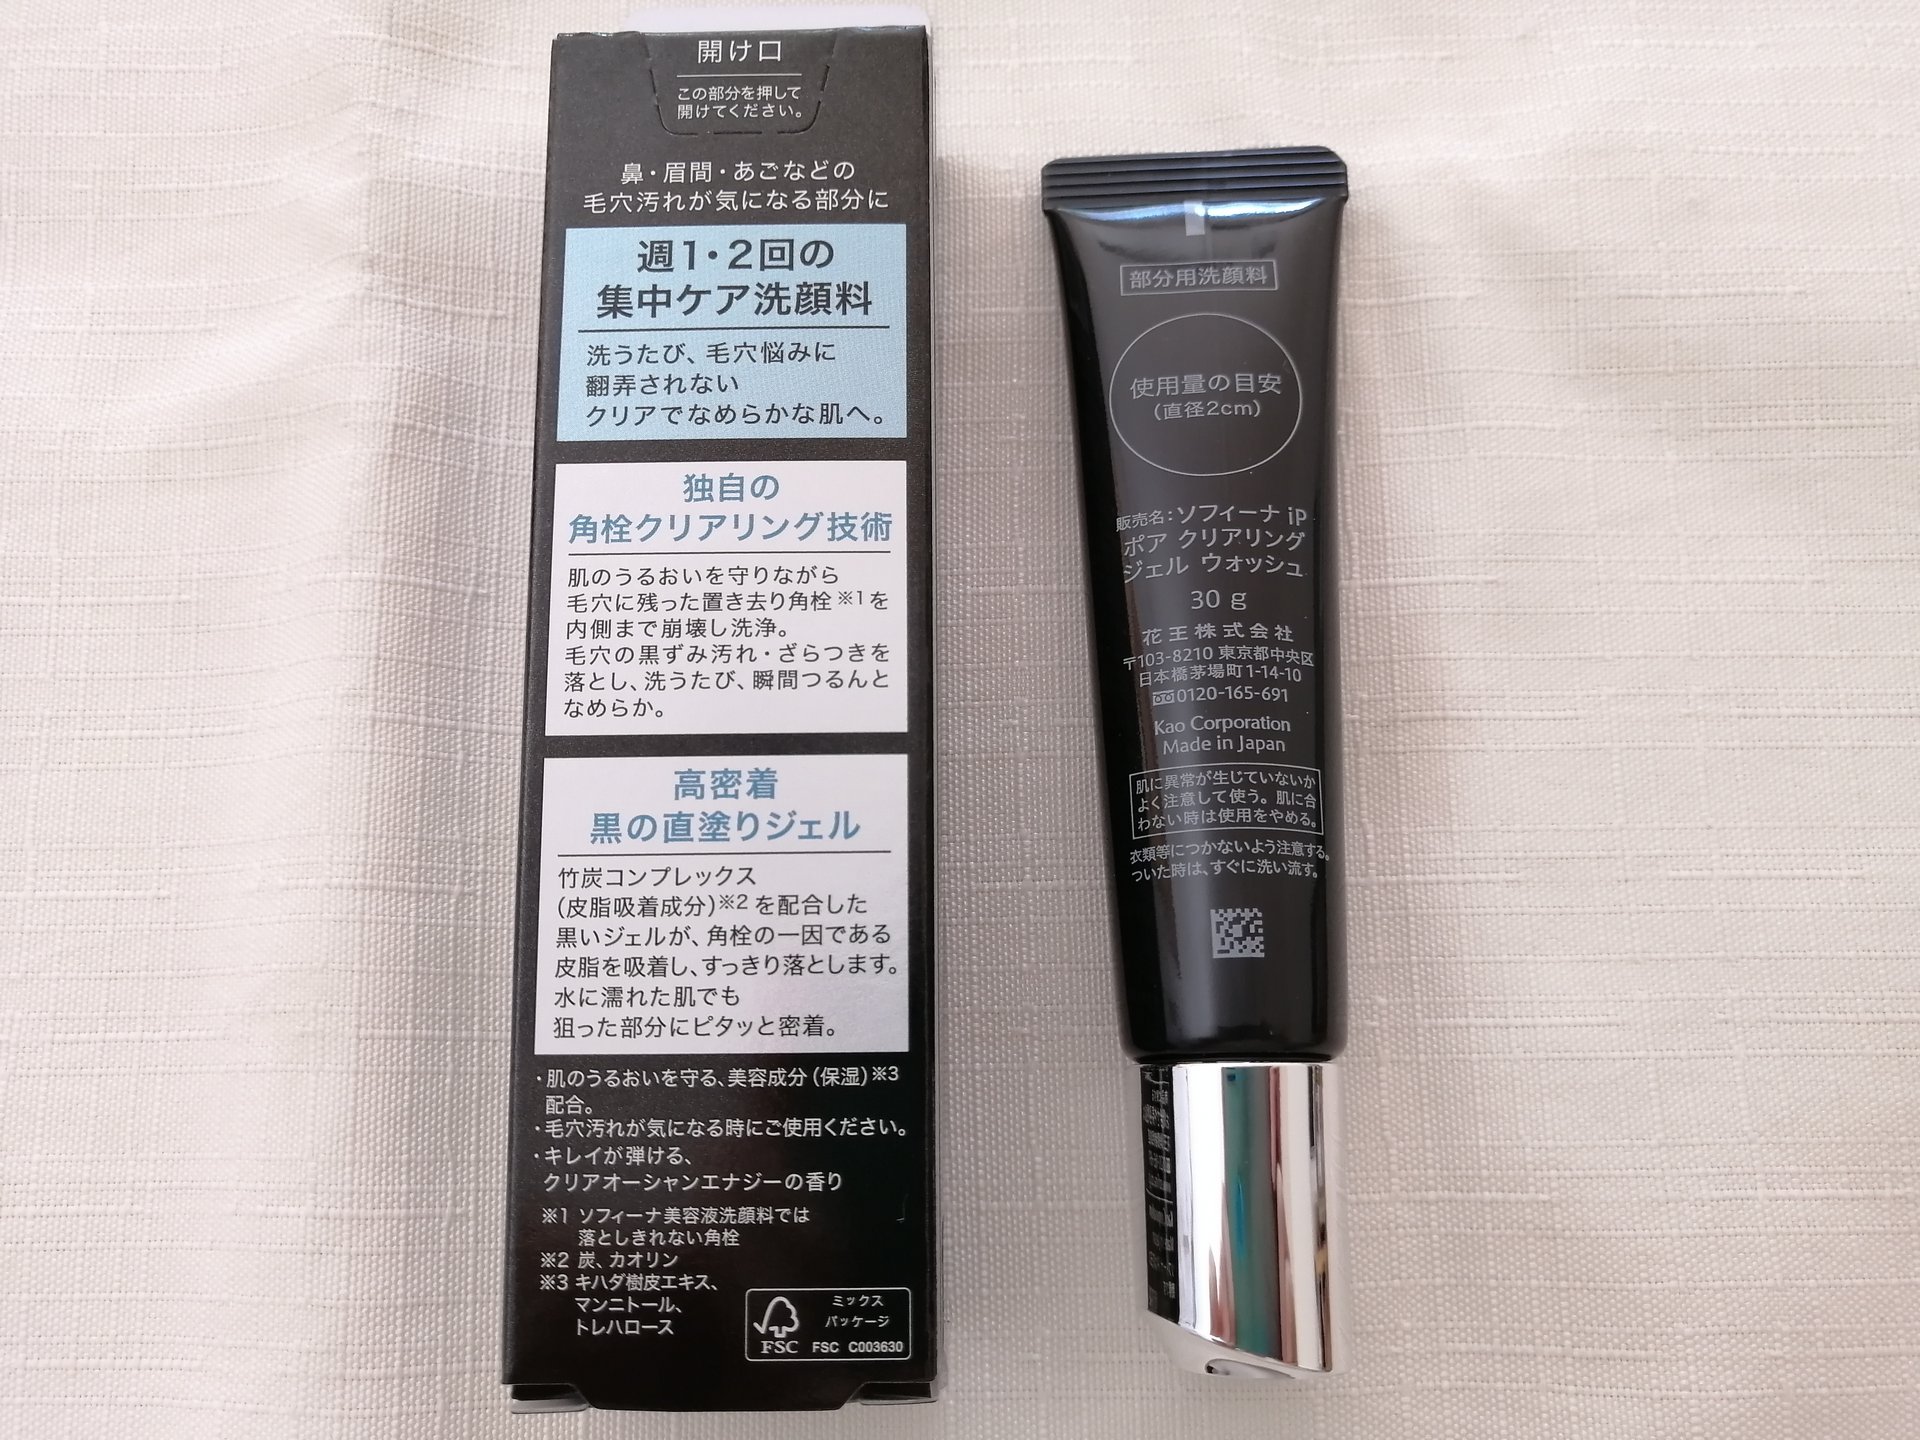 開け口
この部分を押して
開けてください。
鼻・眉間・あごなどの
毛穴汚れが気になる部分に
週1・2回の
集中ケア洗顔料
洗うたび、毛穴悩みに
翻弄されない
クリアでなめらかな肌へ。
独自の
角栓クリアリング技術
肌のうるおいを守りながら
毛穴に残った置き去り角栓※1を
内側まで崩壊し洗浄。
毛穴の黒ずみ汚れ・ざらつきを
落とし、洗うたび、瞬間つるんと
なめらか。
高密着
黒の直塗りジェル
竹炭コンプレックス
(皮脂吸着成分)※2を配合した
黒いジェルが、角栓の一因である
皮脂を吸着し、すっきり落とします。
水に濡れた肌でも
狙った部分にピタッと密着。
・肌のうるおいを守る、美容成分(保湿)※3
配合。
・毛穴汚れが気になる時にご使用ください。
・キレイが弾ける、
クリアオーシャンエナジーの香り
※1 ソフィーナ美容液洗顔料では
落としきれない角栓
※2 炭、カオリン
※3 キハダ樹皮エキス、
マンニトール、
トレハロース
ミックス
パッケージ
FSC FSC C003630
部分用洗顔料
使用量の目安
(直径2cm)
販売名:ソフィーナ iP
ポア クリアリング
ジェル ウォッシュ
30 g
花王株式会社
〒103-8210 東京都中央区
日本橋茅場町1-14-10
0120-165-691
Kao Corporation
Made in Japan
肌に異常が生じていないか
よく注意して使う。肌に合
わない時は使用をやめる。
衣類等につかないよう注意する。
ついた時は、すぐに洗い流す。